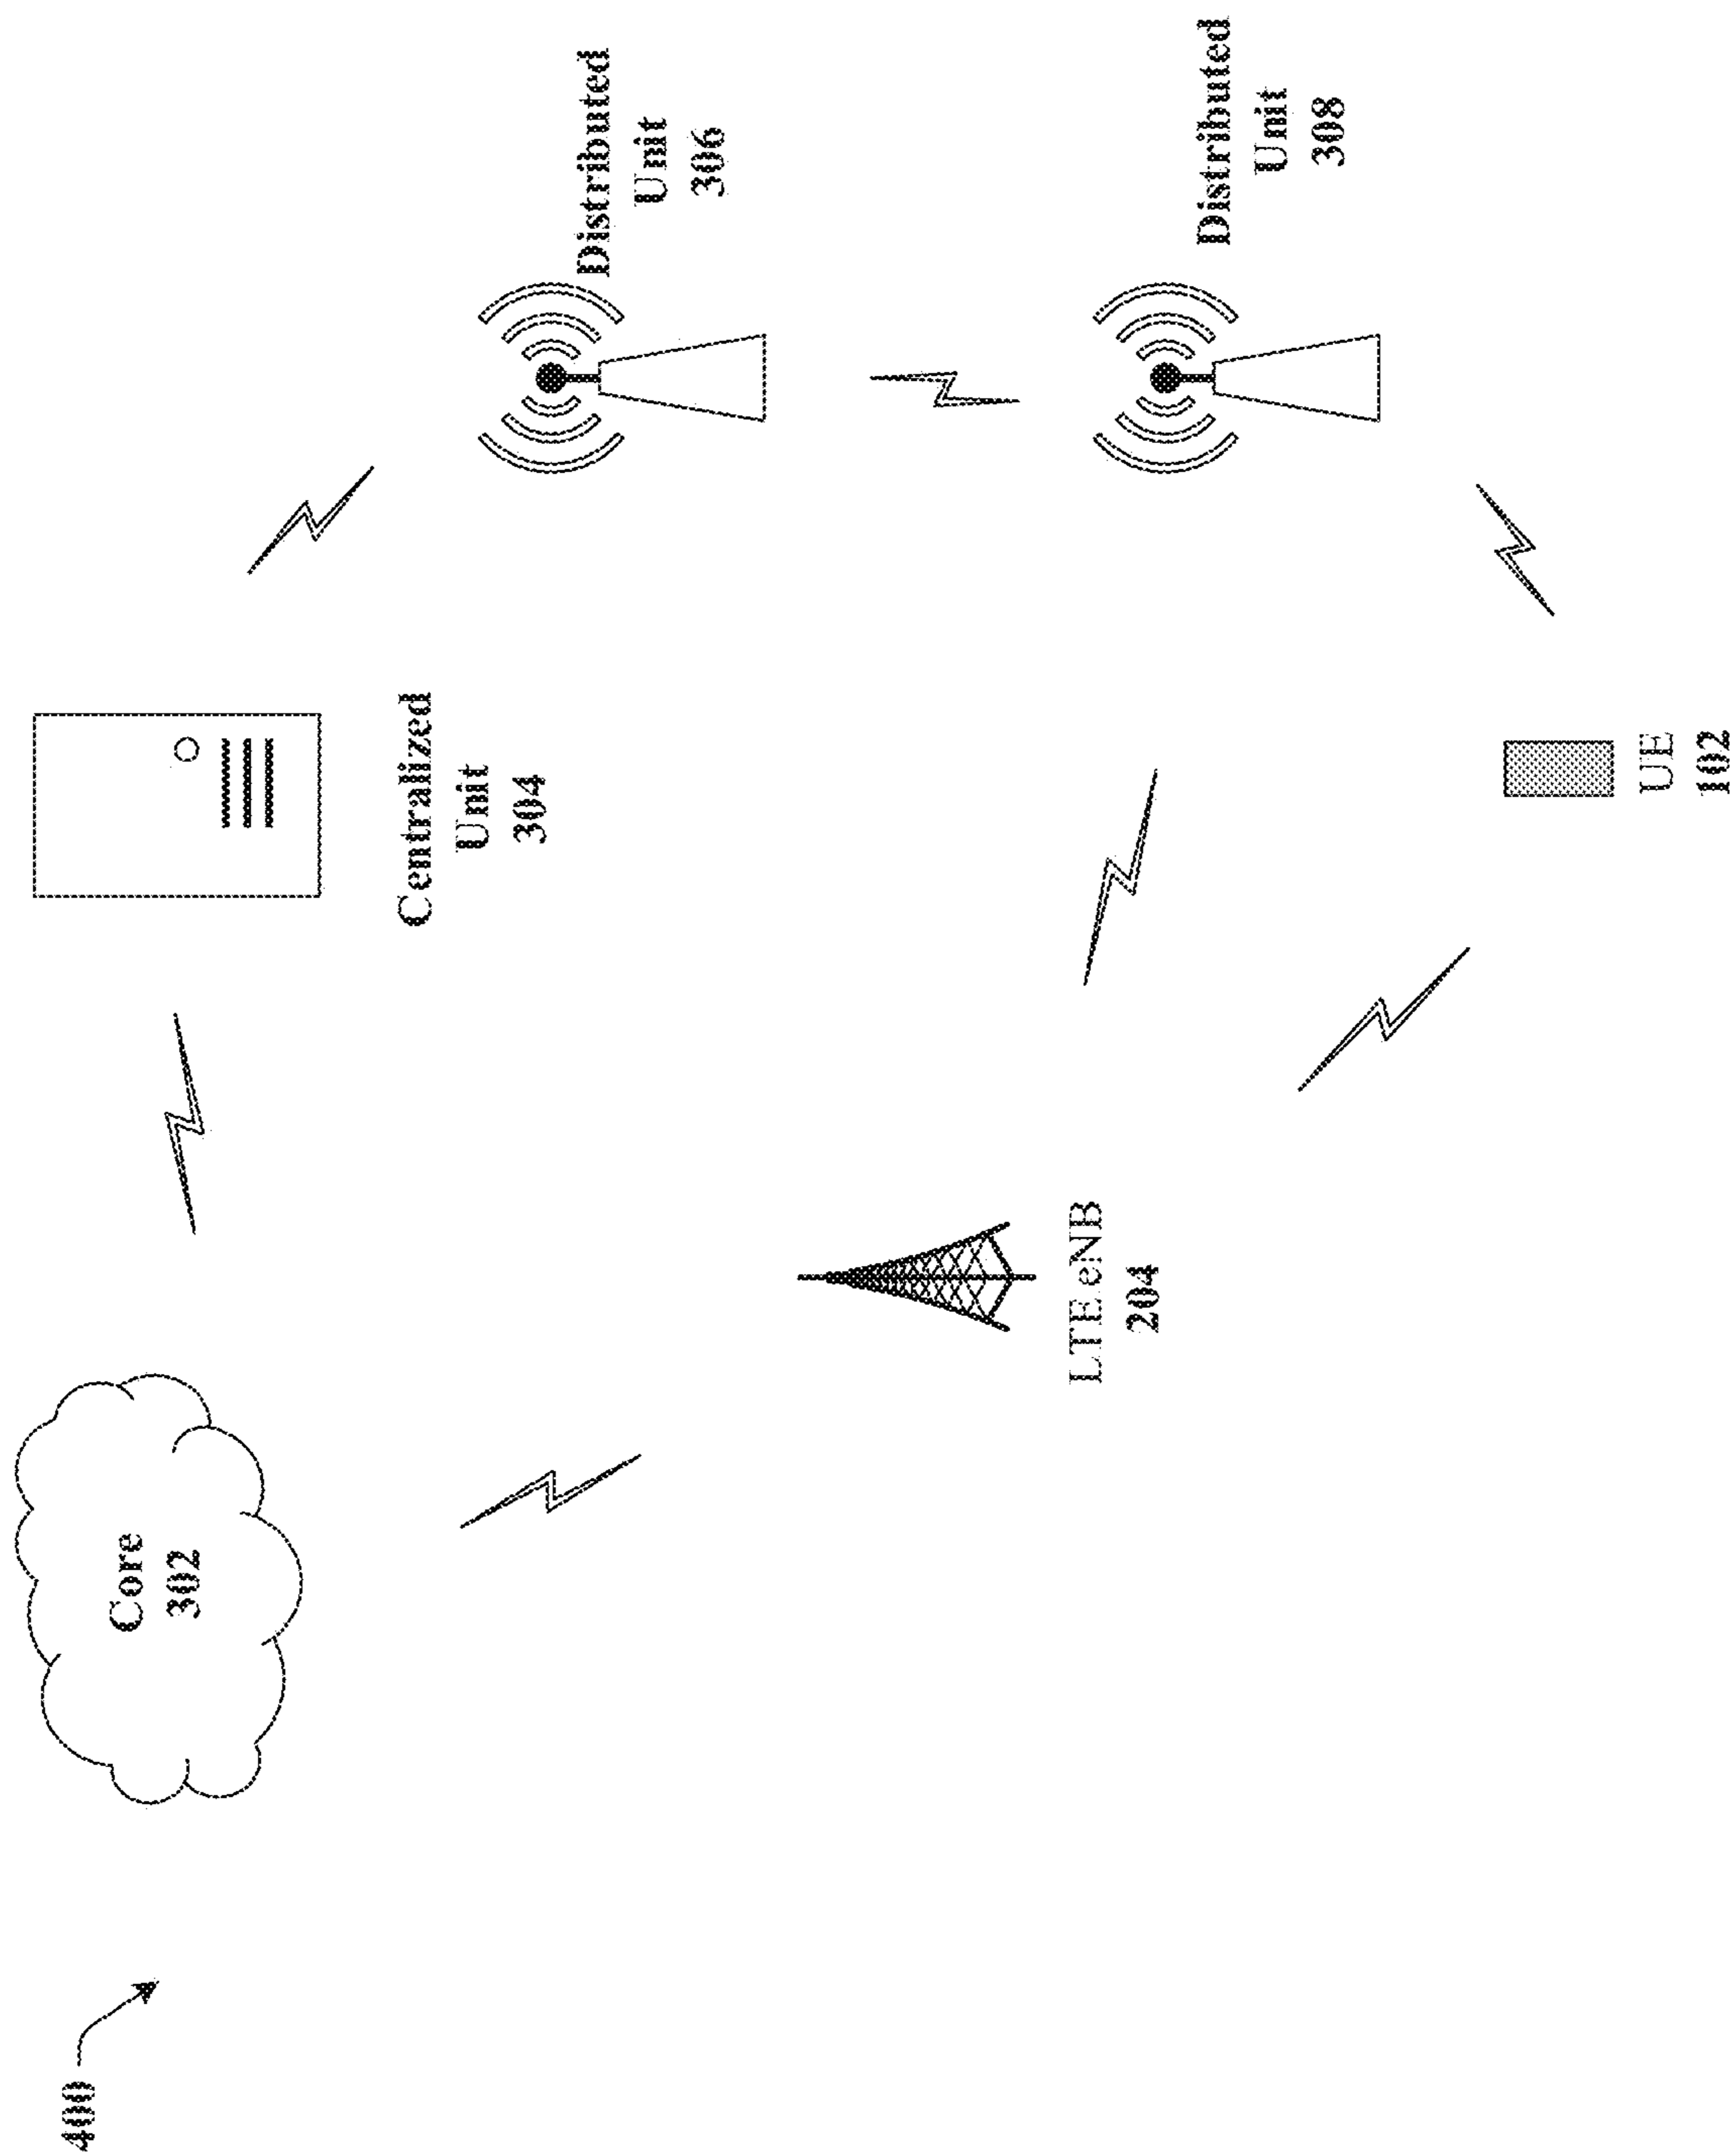 400
Core
302
Centralized
Unit
304
Distributed
Unit
306
LTE eNB
204
Distributed
Unit
308
UE
102